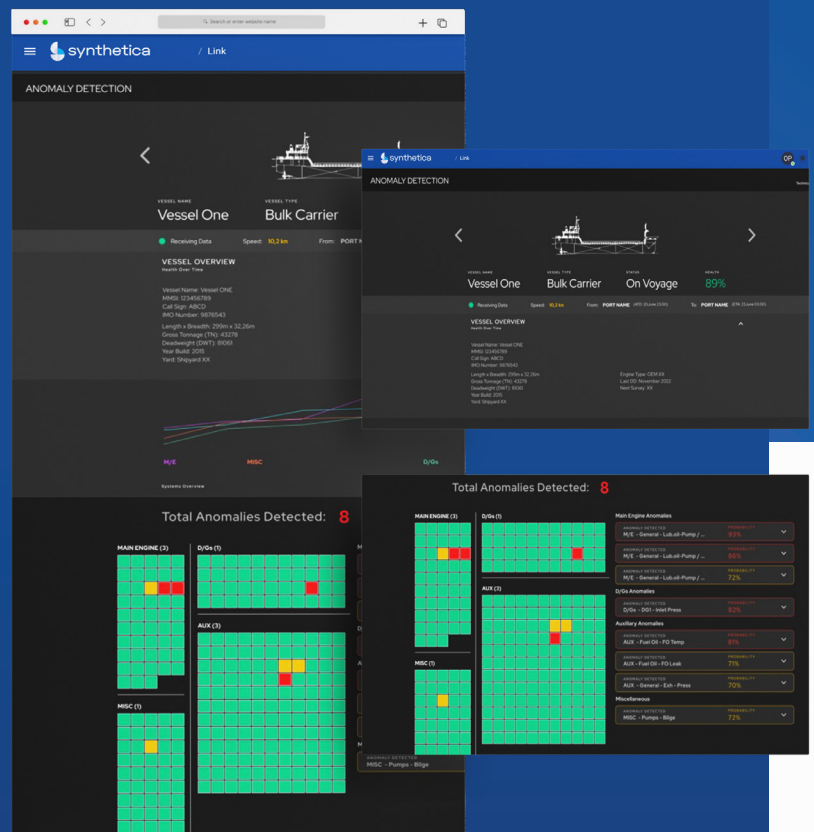 Search or enter website name
synthetica
/ Link
ANOMALY DETECTION
VESSEL NAME
Vessel One
VESSEL TYPE
Bulk Carrier
Receiving Data
Speed: 10,2 kn
From: PORT N
VESSEL OVERVIEW
Health Over Time
Vessel Name: Vessel ONE
MMSI: 123456789
Call Sign: ABCD
IMO Number: 9876543
Length x Breadth: 299m x 32,26m
Gross Tonnage (TN): 43278
Deadweight (DWT): 81061
Year Build: 2015
Yard: Shipyard XX
M/E
MISC
D/Gs
Systems Overview
Total Anomalies Detected: 8
MAIN ENGINE (3)
D/Gs (1)
AUX (3)
MISC (1)
ANOMALY DETECTED
MISC - Pumps - Bilge
synthetica
/ Link
OP
ANOMALY DETECTION
VESSEL NAME
Vessel One
VESSEL TYPE
Bulk Carrier
STATUS
On Voyage
HEALTH
89%
Receiving Data
Speed: 10,2 kn
From: PORT NAME
To: PORT NAME
VESSEL OVERVIEW
Health Over Time
Vessel Name: Vessel ONE
MMSI: 123456789
Call Sign: ABCD
IMO Number: 9876543
Length x Breadth: 299m x 32,26m
Gross Tonnage (TN): 43278
Deadweight (DWT): 81061
Year Build: 2015
Yard: Shipyard XX
Engine Type: OEM XX
Last DD: November 2022
Next Survey: XX
Total Anomalies Detected: 8
MAIN ENGINE (3)
D/Gs (1)
AUX (3)
MISC (1)
Main Engine Anomalies
ANOMALY DETECTED
M/E - General - Lub.oil-Pump / ...
PROBABILITY
93%
ANOMALY DETECTED
M/E - General - Lub.oil-Pump / ...
PROBABILITY
86%
ANOMALY DETECTED
M/E - General - Lub.oil-Pump / ...
PROBABILITY
72%
D/Gs Anomalies
ANOMALY DETECTED
D/Gs - DG1 - Inlet Press
PROBABILITY
82%
Auxiliary Anomalies
ANOMALY DETECTED
AUX - Fuel Oil - FO Temp
PROBABILITY
81%
ANOMALY DETECTED
AUX - Fuel Oil - FO Leak
PROBABILITY
71%
ANOMALY DETECTED
AUX - General - Exh - Press
PROBABILITY
70%
Miscellaneous
ANOMALY DETECTED
MISC - Pumps - Bilge
PROBABILITY
72%